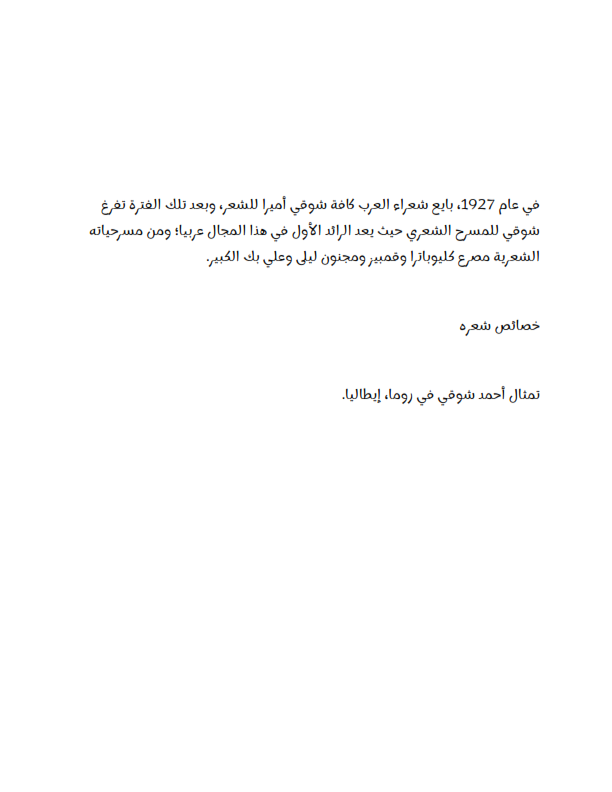 في عام 1927، بايع شعراء العرب كافة شوقي أميرا للشعر، وبعد تلك الفترة تفرغ
شوقي للمسرح الشعري حيث يعد الرائد الأول في هذا المجال عربيا؛ ومن مسرحياته
الشعرية مصرع كليوباترا وقمبيز ومجنون ليلى وعلي بك الكبير.
خصائص شعره
تمثال أحمد شوقي في روما، إيطاليا.